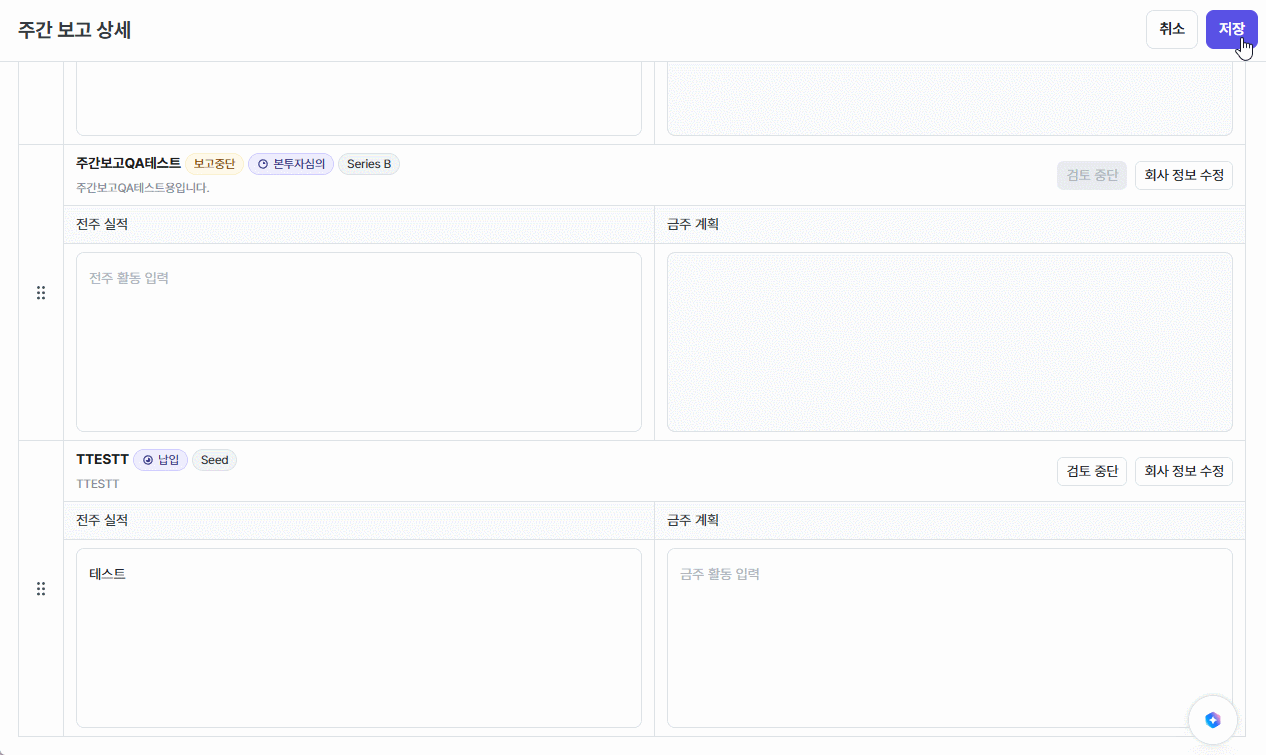 주간 보고 상세
취소 저장
주간보고QA테스트 보고중단 본투자심의 Series B
주간보고QA테스트용입니다.
검토 중단 회사 정보 수정
전주 실적 금주 계획
전주 활동 입력
TTESTT 납입 Seed
TTESTT
검토 중단 회사 정보 수정
전주 실적 금주 계획
테스트 금주 활동 입력